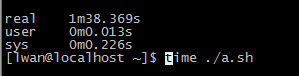 real    1m38.369s
user    0m0.013s
sys     0m0.226s
[lwan@localhost ~]$ time ./a.sh